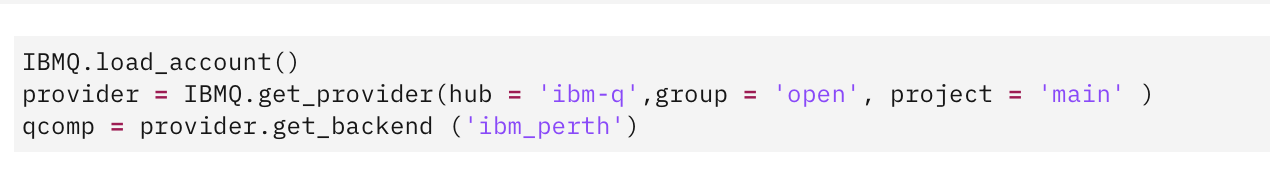 IBMQ.load_account()
provider = IBMQ.get_provider(hub = 'ibm-q',group = 'open', project = 'main' )
qcomp = provider.get_backend ('ibm_perth')